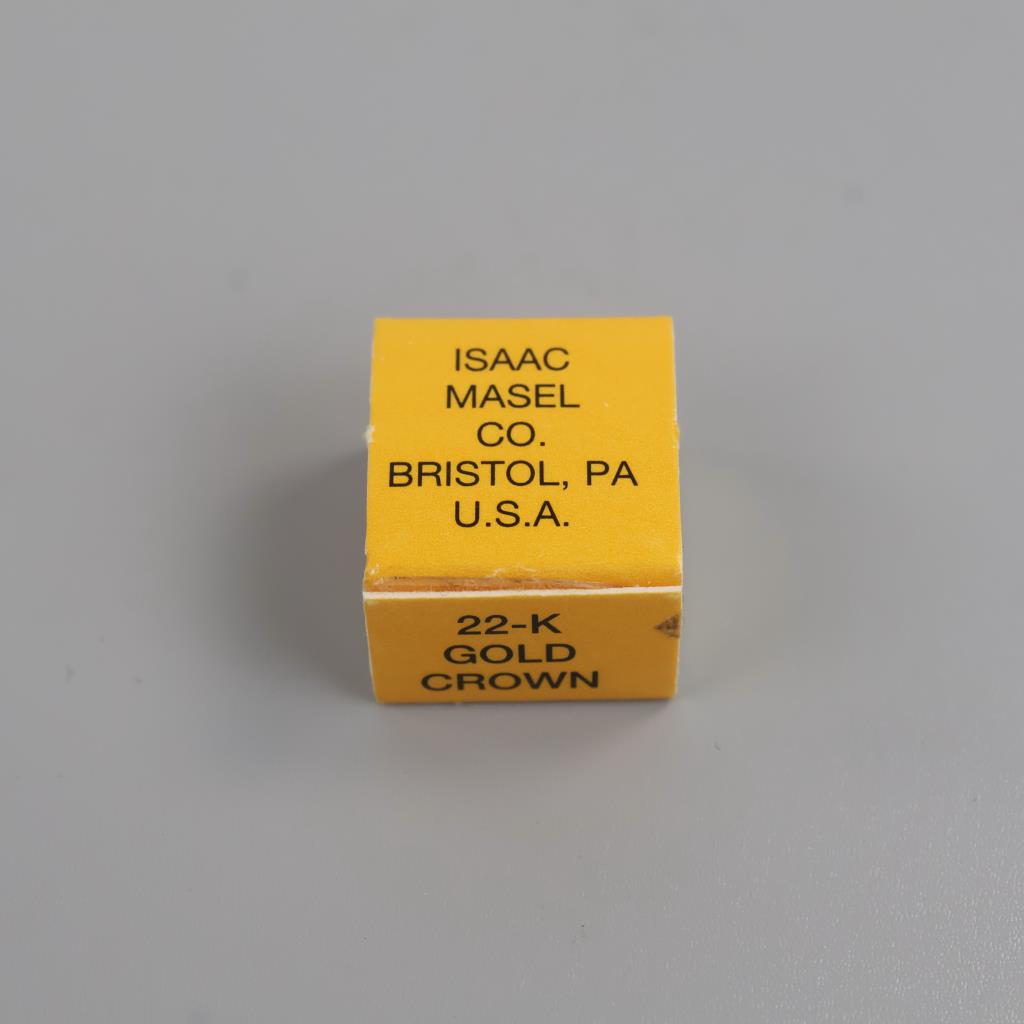 ISAAC
MASEL
CO.
BRISTOL, PA
U.S.A.
22-K
GOLD
CROWN